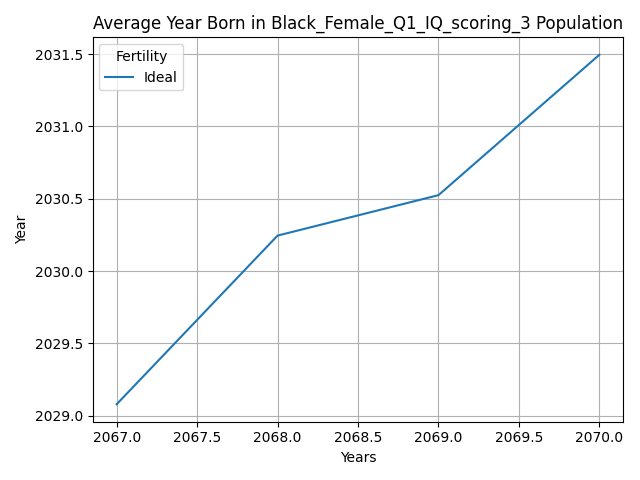 Average Year Born in Black_Female_Q1_IQ_scoring_3 Population
Fertility
Ideal
2031.5
2031.0
2030.5
2030.0
2029.5
2029.0
Year
2067.0 2067.5 2068.0 2068.5 2069.0 2069.5 2070.0
Years